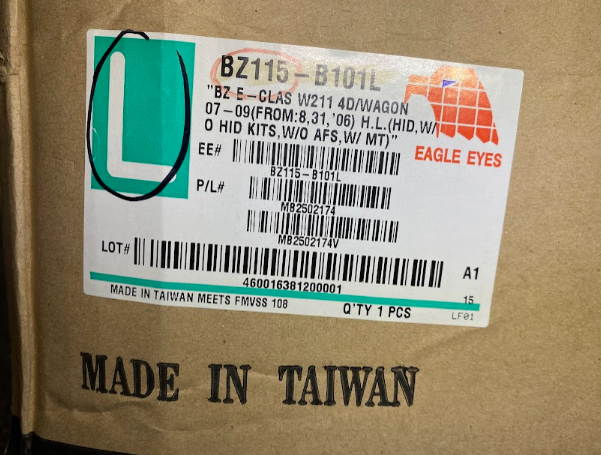 L
BZ115-B101L
"BZ E-CLAS W211 4D/WAGON
07-09(FROM:8,31,'06) H.L.(HID,W/
O HID KITS,W/O AFS,W/ MT)"
EAGLE EYES
EE#
BZ115-B101L
P/L#
MB2502174
MB2502174V
LOT#
460016381200001
A1
15
MADE IN TAIWAN MEETS FMVSS 108
Q'TY 1 PCS
LF01
MADE IN TAIWAN